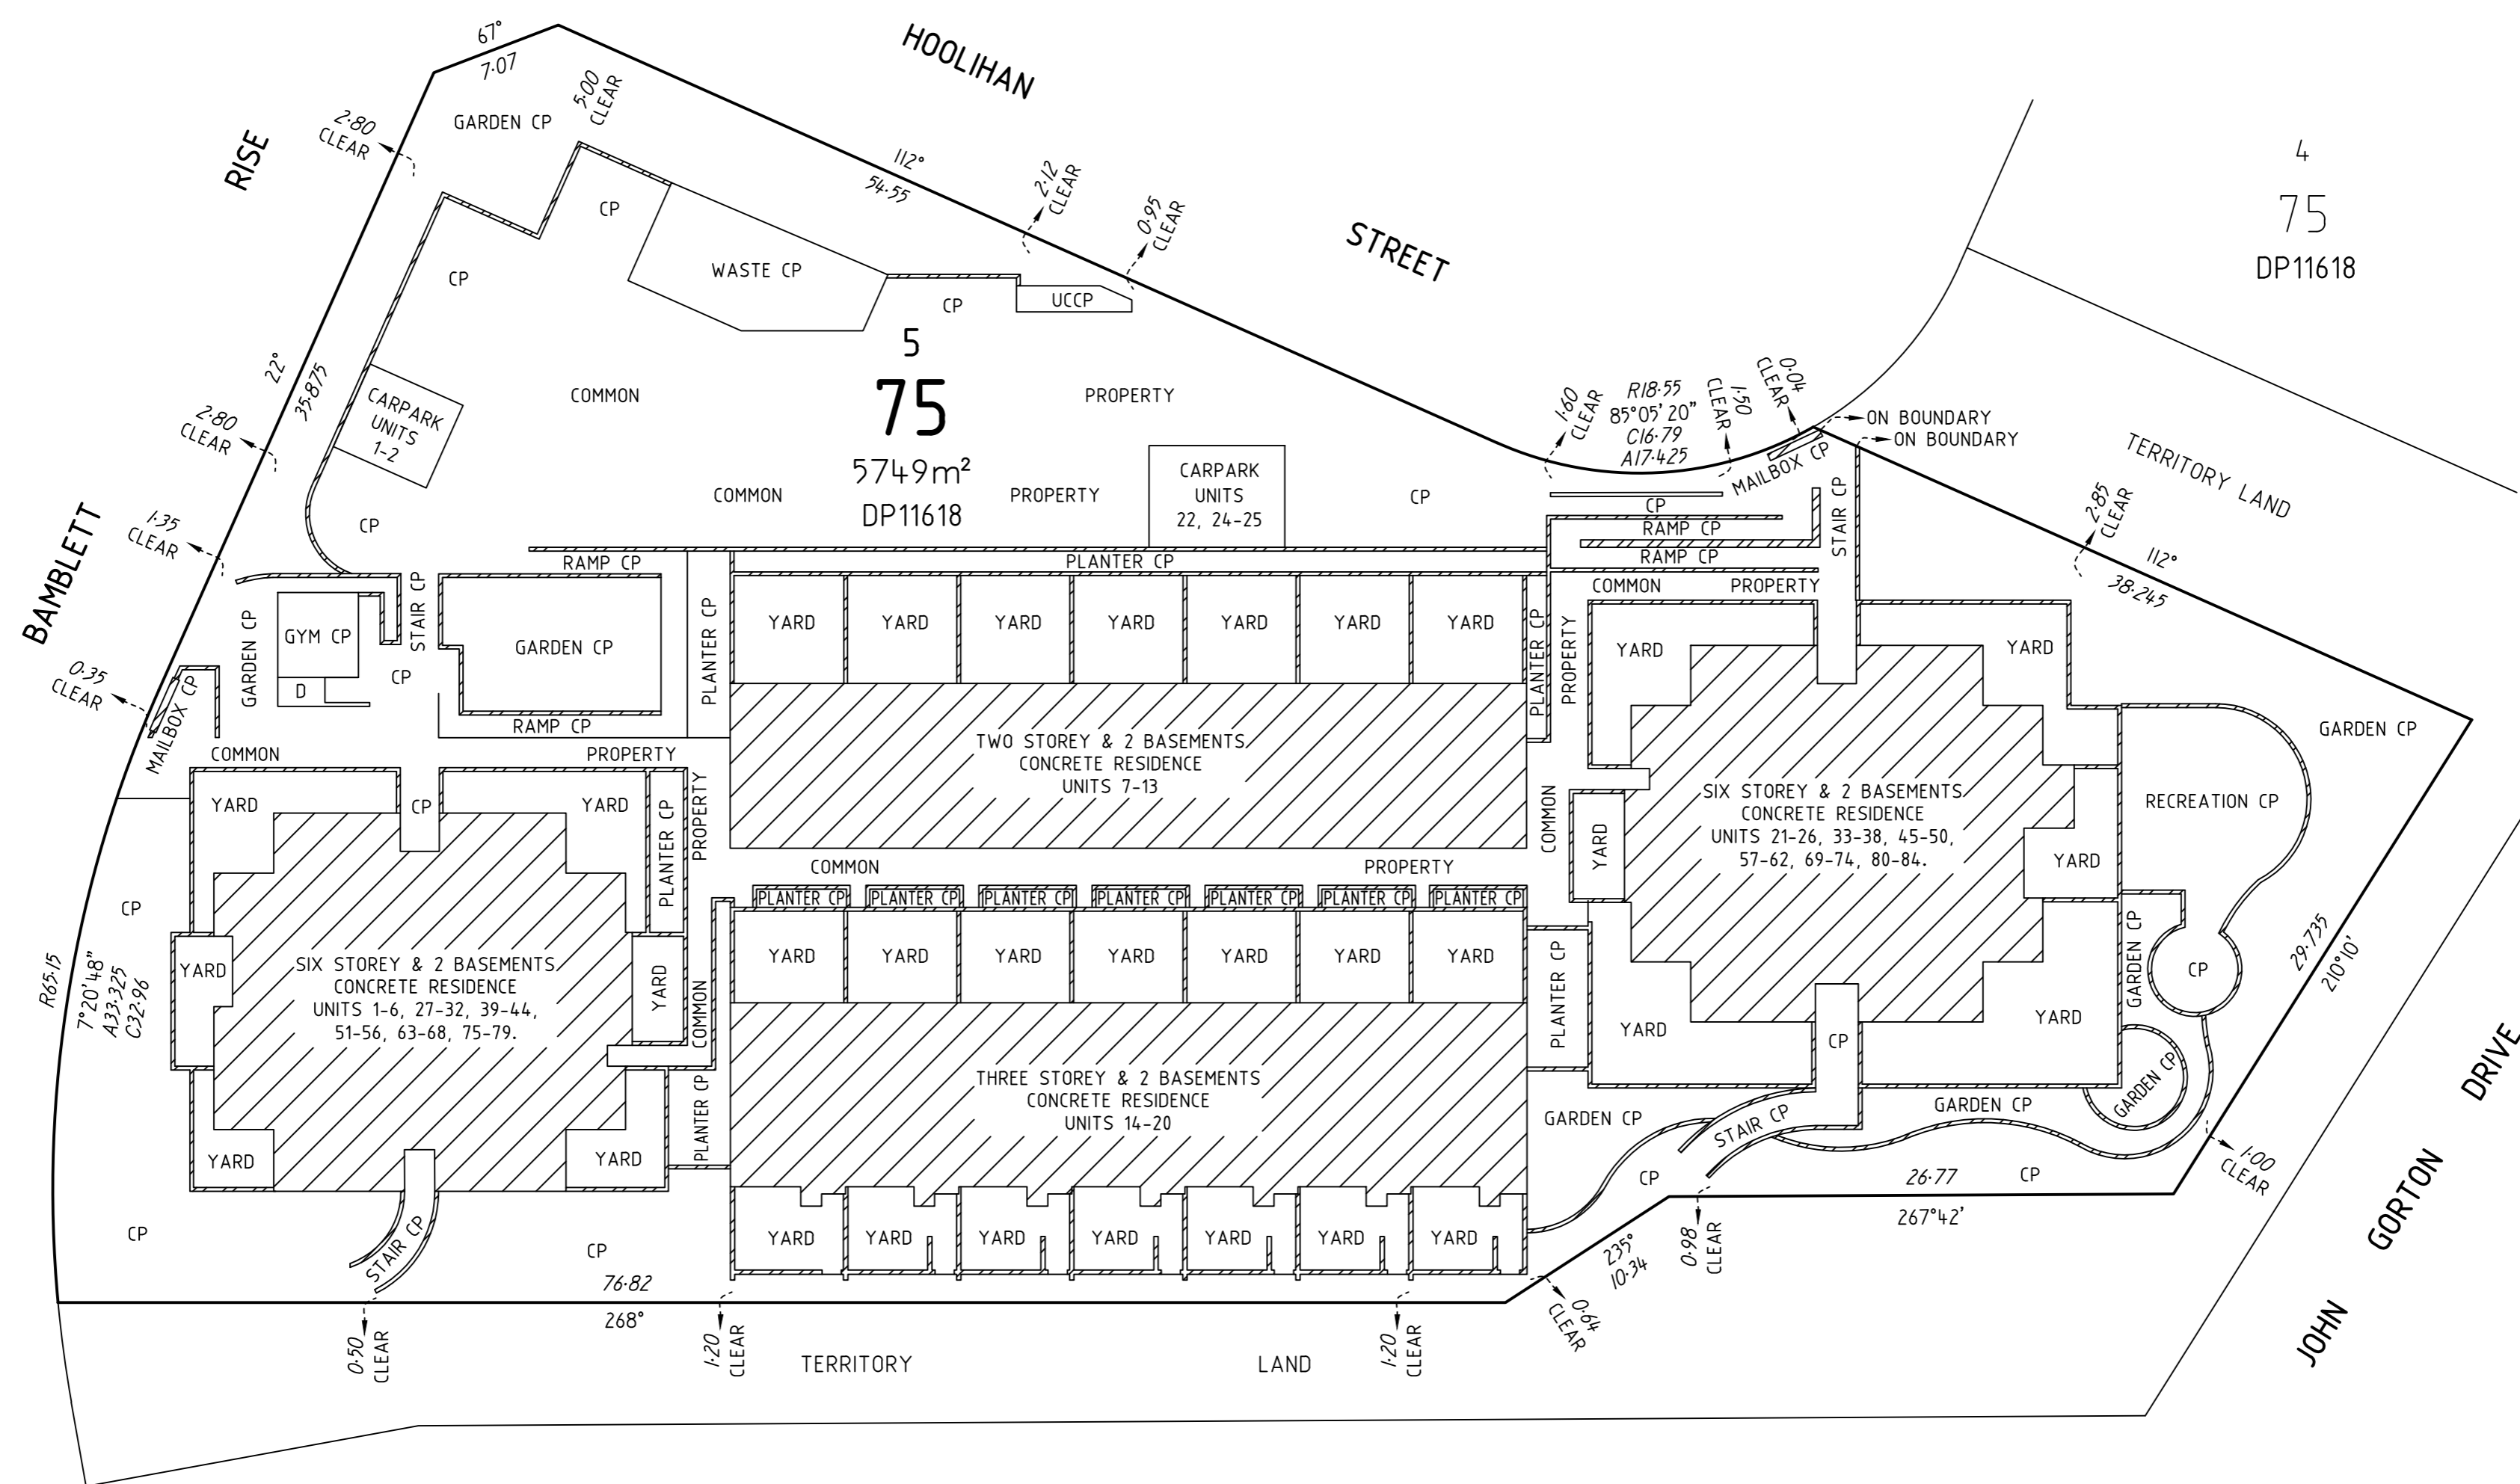 67°
7·07
HOOLIHAN
STREET
5·00
CLEAR
GARDEN CP
2·80
CLEAR
RISE
112°
54·55
2·12
CLEAR
0·95
CLEAR
4
75
DP11618
CP
CP
WASTE CP
CP
UCCP
5
75
5749m²
DP11618
COMMON
PROPERTY
COMMON
PROPERTY
22°
35·875
CARPARK
UNITS
1-2
2·80
CLEAR
CARPARK
UNITS
22, 24-25
CP
1·60
CLEAR
R18·55
85°05'20"
C16·79
A17·425
1·50
CLEAR
0·04
CLEAR
ON BOUNDARY
ON BOUNDARY
MAILBOX CP
TERRITORY LAND
2·85
CLEAR
112°
38·245
BAMBLETT
1·35
CLEAR
CP
RAMP CP
PLANTER CP
CP
RAMP CP
RAMP CP
STAIR CP
COMMON
PROPERTY
GARDEN CP
GYM CP
D
STAIR CP
CP
GARDEN CP
RAMP CP
PLANTER CP
YARD
YARD
YARD
YARD
YARD
YARD
YARD
PLANTER CP
PROPERTY
YARD
YARD
0·35
CLEAR
MAILBOX CP
COMMON
PROPERTY
TWO STOREY & 2 BASEMENTS
CONCRETE RESIDENCE
UNITS 7-13
GARDEN CP
RECREATION CP
YARD
CP
YARD
PLANTER CP
PROPERTY
COMMON
PROPERTY
COMMON
YARD
SIX STOREY & 2 BASEMENTS
CONCRETE RESIDENCE
UNITS 21-26, 33-38, 45-50,
57-62, 69-74, 80-84.
YARD
PLANTER CP
PLANTER CP
PLANTER CP
PLANTER CP
PLANTER CP
PLANTER CP
PLANTER CP
CP
R65·15
7°20'48"
A33·325
C32·96
YARD
SIX STOREY & 2 BASEMENTS
CONCRETE RESIDENCE
UNITS 1-6, 27-32, 39-44,
51-56, 63-68, 75-79.
YARD
COMMON
YARD
YARD
YARD
YARD
YARD
YARD
YARD
PLANTER CP
YARD
CP
YARD
GARDEN CP
CP
29·735
210°10'
THREE STOREY & 2 BASEMENTS
CONCRETE RESIDENCE
UNITS 14-20
PLANTER CP
GARDEN CP
STAIR CP
GARDEN CP
GARDEN CP
DRIVE
YARD
YARD
CP
CP
26·77
267°42'
1·00
CLEAR
GORTON
CP
STAIR CP
CP
76·82
268°
YARD
YARD
YARD
YARD
YARD
YARD
YARD
235°
10·34
0·98
CLEAR
0·64
CLEAR
0·50
CLEAR
1·20
CLEAR
TERRITORY
LAND
1·20
CLEAR
JOHN